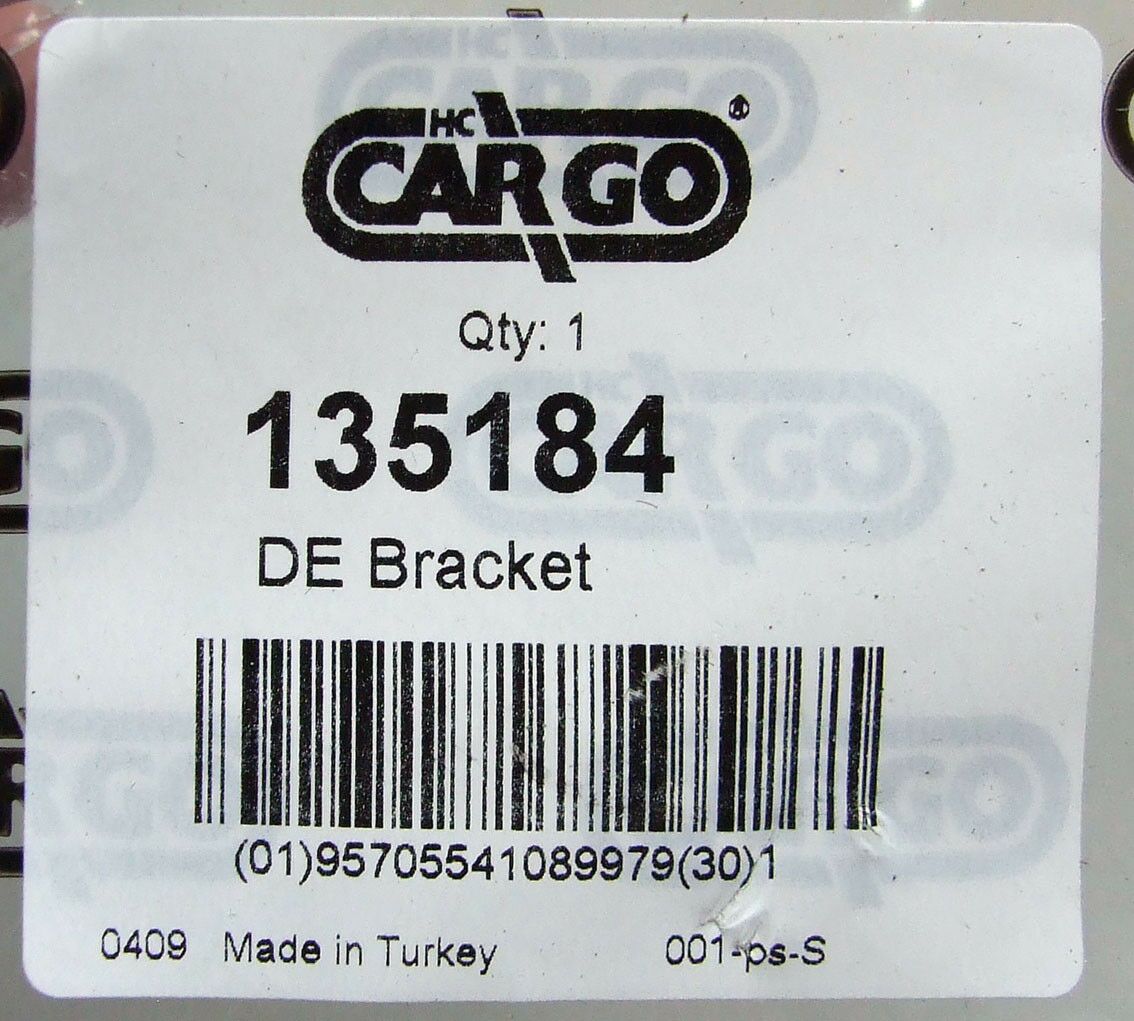 HC
CARGO®
Qty: 1
135184
DE Bracket
(01)95705541089979(30)1
0409 Made in Turkey 001-ps-S